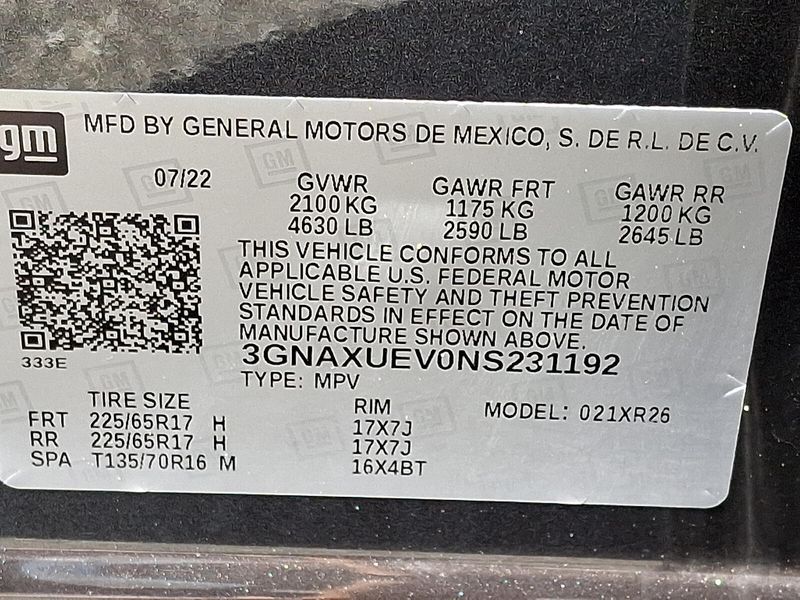 gm MFD BY GENERAL MOTORS DE MEXICO, S. DE R.L. DE C.V.
07/22 GVWR GAWR FRT GAWR RR
2100 KG 1175 KG 1200 KG
4630 LB 2590 LB 2645 LB
THIS VEHICLE CONFORMS TO ALL
APPLICABLE U.S. FEDERAL MOTOR
VEHICLE SAFETY AND THEFT PREVENTION
STANDARDS IN EFFECT ON THE DATE OF
MANUFACTURE SHOWN ABOVE.
333E 3GNAXUEV0NS231192
TYPE: MPV
TIRE SIZE RIM MODEL: 021XR26
FRT 225/65R17 H 17X7J
RR 225/65R17 H 17X7J
SPA T135/70R16 M 16X4BT